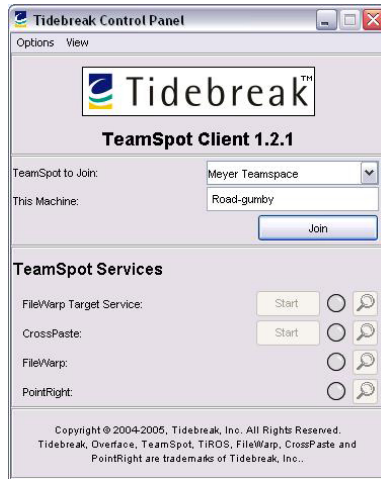 Tidebreak Control Panel
Options View
Tidebreak™
TeamSpot Client 1.2.1
TeamSpot to Join: Meyer Teamspace
This Machine: Road-gumby
Join
TeamSpot Services
FileWarp Target Service: Start
CrossPaste: Start
FileWarp:
PointRight:
Copyright © 2004-2005, Tidebreak, Inc. All Rights Reserved.
Tidebreak, Overface, TeamSpot, TiROS, FileWarp, CrossPaste and
PointRight are trademarks of Tidebreak, Inc..